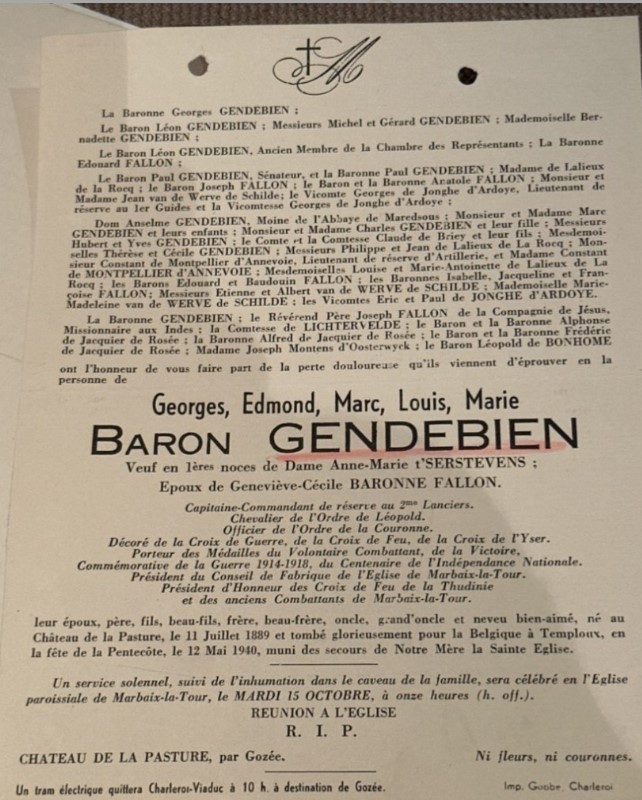 La Baronne Georges GENDEBIEN ;
Le Baron Léon GENDEBIEN ; Messieurs Michel et Gérard GENDEBIEN ; Mademoiselle Ber-
nadette GENDEBIEN ;
Le Baron Léon GENDEBIEN, Ancien Membre de la Chambre des Représentants ; La Baronne
Edouard FALLON ;
Le Baron Paul GENDEBIEN, Sénateur, et la Baronne Paul GENDEBIEN ; Madame de Lalieux
de la Rocq ; le Baron Joseph FALLON ; le Baron et la Baronne Anatole FALLON ; Monsieur et
Madame Jean van de Werve de Schilde; le Vicomte Georges de Jonghe d'Ardoye, Lieutenant de
réserve au 1er Guides et la Vicomtesse Georges de Jonghe d'Ardoye ;
Dom Anselme GENDEBIEN, Moine de l'Abbaye de Maredsous ; Monsieur et Madame Marc
GENDEBIEN et leurs enfants ; Monsieur et Madame Charles GENDEBIEN et leur fille ; Messieurs
Hubert et Yves GENDEBIEN ; le Comte et la Comtesse Claude de Briey et leur fils ; Mesdemoi-
selles Thérèse et Cécile GENDEBIEN ; Messieurs Philippe et Jean de Lalieux de La Rocq ; Mon-
sieur Constant de Montpellier d'Annevoie, Lieutenant de réserve d'Artillerie, et Madame Constant
de MONTPELLIER d'ANNEVOIE ; Mesdemoiselles Louise et Marie-Antoinette de Lalieux de La
Rocq ; les Barons Edouard et Baudouin FALLON ; les Baronnes Isabelle, Jacqueline et Fran-
çoise FALLON; Messieurs Etienne et Albert van de WERVE de SCHILDE ; Mademoiselle Marie-
Madeleine van de WERVE de SCHILDE ; les Vicomtes Eric et Paul de JONGHE d'ARDOYE.
La Baronne GENDEBIEN ; le Révérend Père Joseph FALLON de la Compagnie de Jésus,
Missionnaire aux Indes ; la Comtesse de LICHTERVELDE ; le Baron et la Baronne Alphonse
de Jacquier de Rosée ; la Baronne Alfred de Jacquier de Rosée ; le Baron et la Baronne Frédéric
de Jacquier de Rosée ; Madame Joseph Montens d'Oosterwyck ; le Baron Léopold de BONHOME
ont l'honneur de vous faire part de la perte douloureuse qu'ils viennent d'éprouver en la
personne de
Georges, Edmond, Marc, Louis, Marie
BARON GENDEBIEN
Veuf en 1ères noces de Dame Anne-Marie t'SERSTEVENS ;
Epoux de Geneviève-Cécile BARONNE FALLON.
Capitaine-Commandant de réserve au 2me Lanciers.
Chevalier de l'Ordre de Léopold.
Officier de l'Ordre de la Couronne.
Décoré de la Croix de Guerre, de la Croix de Feu, de la Croix de l'Yser.
Porteur des Médailles du Volontaire Combattant, de la Victoire,
Commémorative de la Guerre 1914-1918, du Centenaire de l'Indépendance Nationale.
Président du Conseil de Fabrique de l'Eglise de Marbaix-la-Tour.
Président d'Honneur des Croix de Feu de la Thudinie
et des anciens Combattants de Marbaix-la-Tour.
leur époux, père, fils, beau-fils, frère, beau-frère, oncle, grand'oncle et neveu bien-aimé, né au
Château de la Pasture, le 11 Juillet 1889 et tombé glorieusement pour la Belgique à Temploux, en
la fête de la Pentecôte, le 12 Mai 1940, muni des secours de Notre Mère la Sainte Eglise.
Un service solennel, suivi de l'inhumation dans le caveau de la famille, sera célébré en l'Eglise
paroissiale de Marbaix-la-Tour, le MARDI 15 OCTOBRE, à onze heures (h. off.).
REUNION A L'EGLISE
R. I. P.
CHATEAU DE LA PASTURE, par Gozée. Ni fleurs, ni couronnes.
Un tram électrique quittera Charleroi-Viaduc à 10 h. à destination de Gozée. Imp. Gobbe, Charleroi